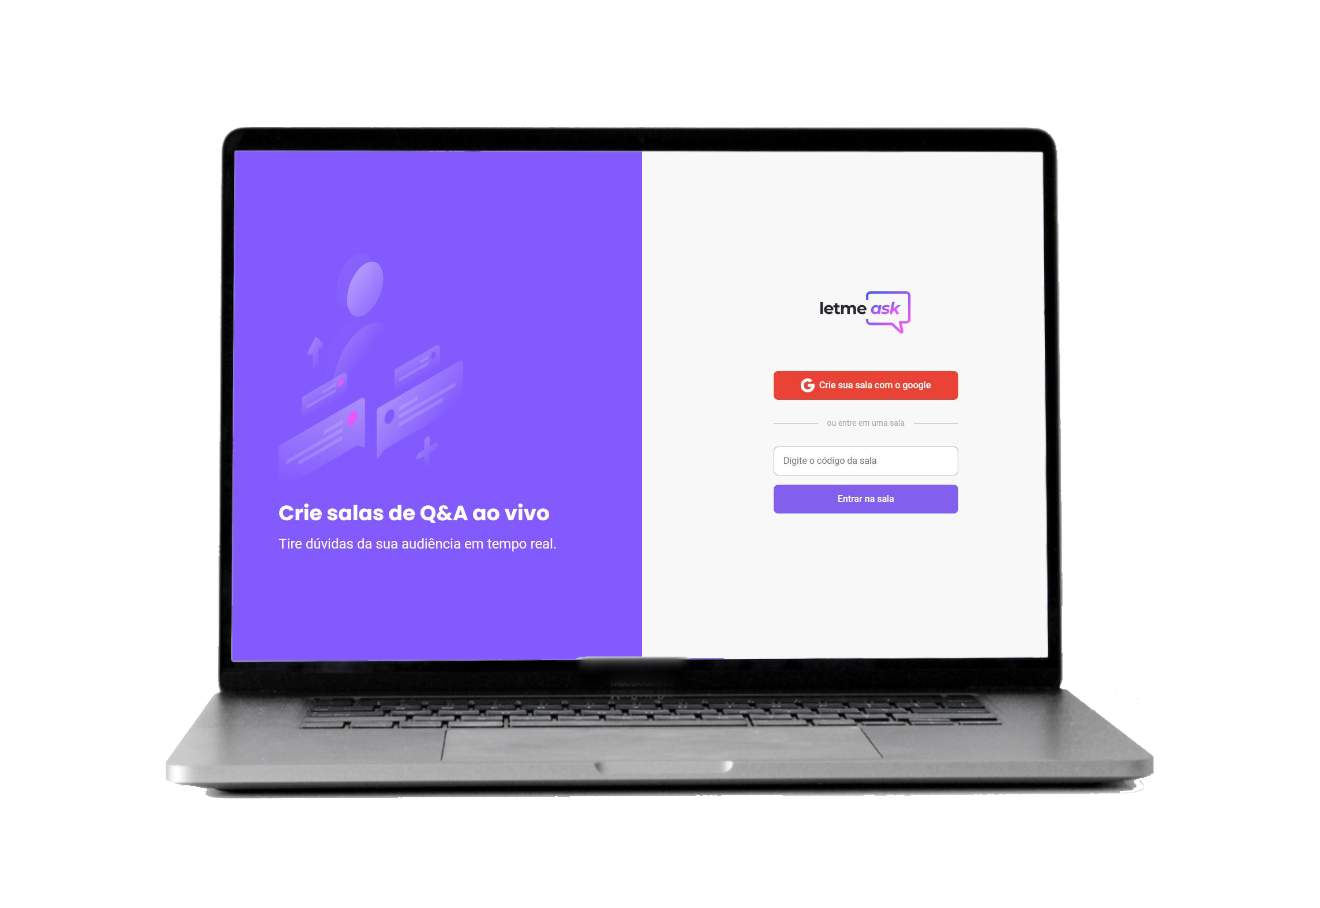 Crie salas de Q&A ao vivo
Tire dúvidas da sua audiência em tempo real.
letme ask
Crie sua sala com o google
ou entre em uma sala
Digite o código da sala
Entrar na sala